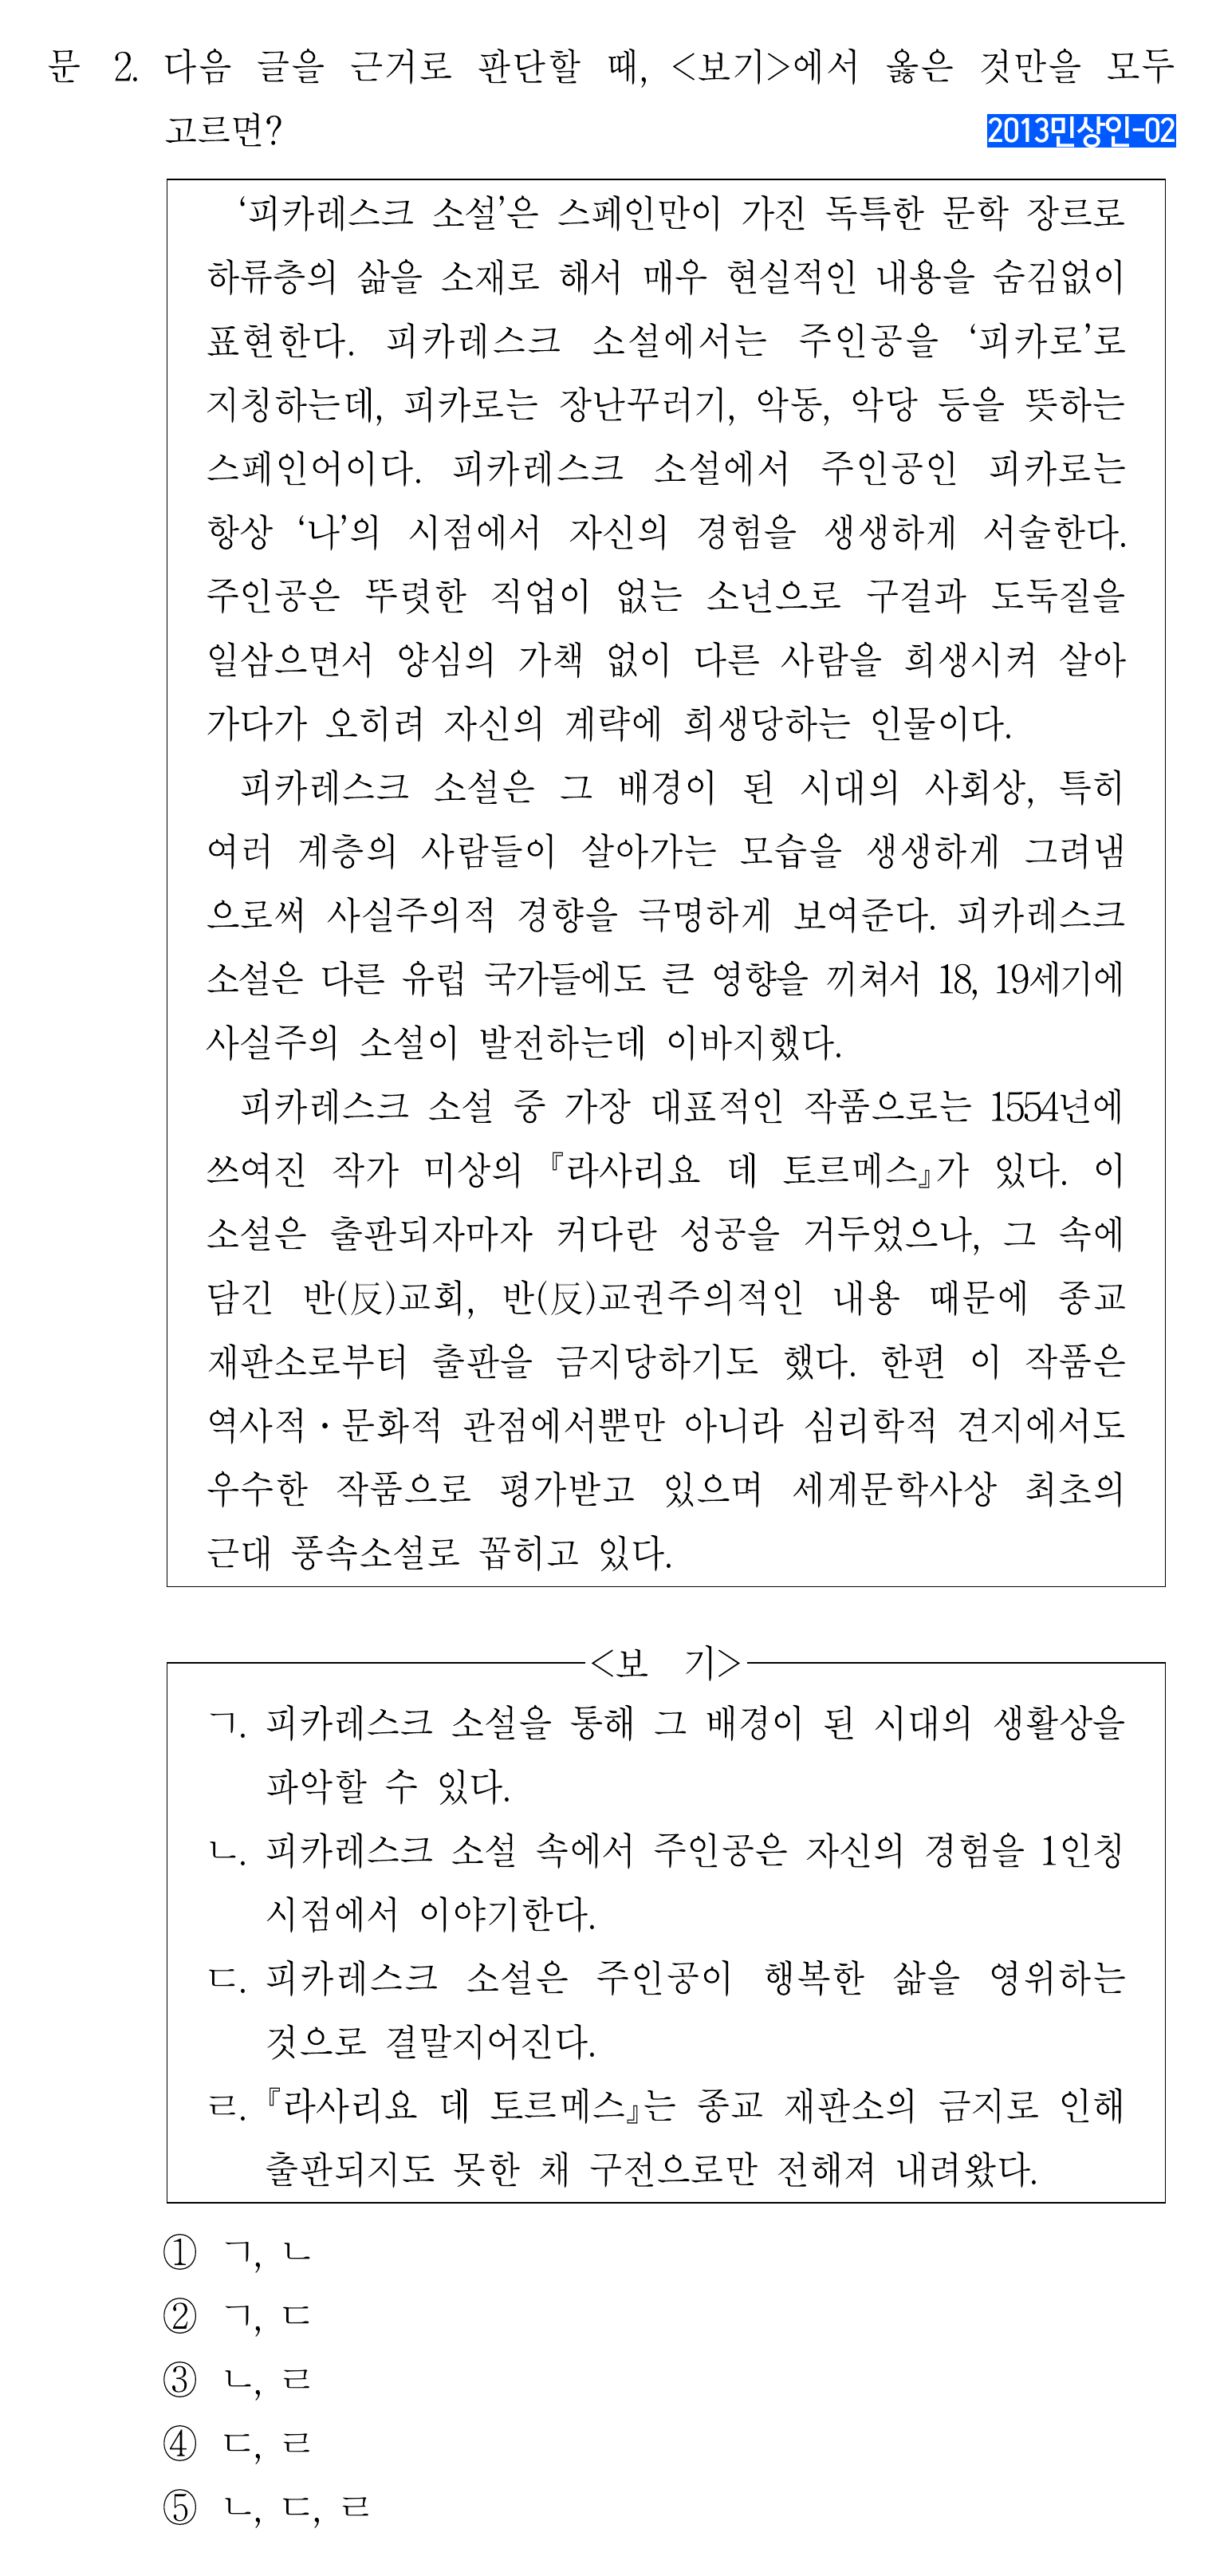 문 2. 다음 글을 근거로 판단할 때, <보기>에서 옳은 것만을 모두
고르면?
2013민상인-02
‘피카레스크 소설’은 스페인만이 가진 독특한 문학 장르로
하류층의 삶을 소재로 해서 매우 현실적인 내용을 숨김없이
표현한다. 피카레스크 소설에서는 주인공을 ‘피카로’로
지칭하는데, 피카로는 장난꾸러기, 악동, 악당 등을 뜻하는
스페인어이다. 피카레스크 소설에서 주인공인 피카로는
항상 ‘나’의 시점에서 자신의 경험을 생생하게 서술한다.
주인공은 뚜렷한 직업이 없는 소년으로 구걸과 도둑질을
일삼으면서 양심의 가책 없이 다른 사람을 희생시켜 살아
가다가 오히려 자신의 계략에 희생당하는 인물이다.
피카레스크 소설은 그 배경이 된 시대의 사회상, 특히
여러 계층의 사람들이 살아가는 모습을 생생하게 그려냄
으로써 사실주의적 경향을 극명하게 보여준다. 피카레스크
소설은 다른 유럽 국가들에도 큰 영향을 끼쳐서 18, 19세기에
사실주의 소설이 발전하는데 이바지했다.
피카레스크 소설 중 가장 대표적인 작품으로는 1554년에
쓰여진 작가 미상의 『라사리요 데 토르메스』가 있다. 이
소설은 출판되자마자 커다란 성공을 거두었으나, 그 속에
담긴 반(反)교회, 반(反)교권주의적인 내용 때문에 종교
재판소로부터 출판을 금지당하기도 했다. 한편 이 작품은
역사적・문화적 관점에서뿐만 아니라 심리학적 견지에서도
우수한 작품으로 평가받고 있으며 세계문학사상 최초의
근대 풍속소설로 꼽히고 있다.
<보 기>
ㄱ. 피카레스크 소설을 통해 그 배경이 된 시대의 생활상을
파악할 수 있다.
ㄴ. 피카레스크 소설 속에서 주인공은 자신의 경험을 1인칭
시점에서 이야기한다.
ㄷ. 피카레스크 소설은 주인공이 행복한 삶을 영위하는
것으로 결말지어진다.
ㄹ. 『라사리요 데 토르메스』는 종교 재판소의 금지로 인해
출판되지도 못한 채 구전으로만 전해져 내려왔다.
① ㄱ, ㄴ
② ㄱ, ㄷ
③ ㄴ, ㄹ
④ ㄷ, ㄹ
⑤ ㄴ, ㄷ, ㄹ